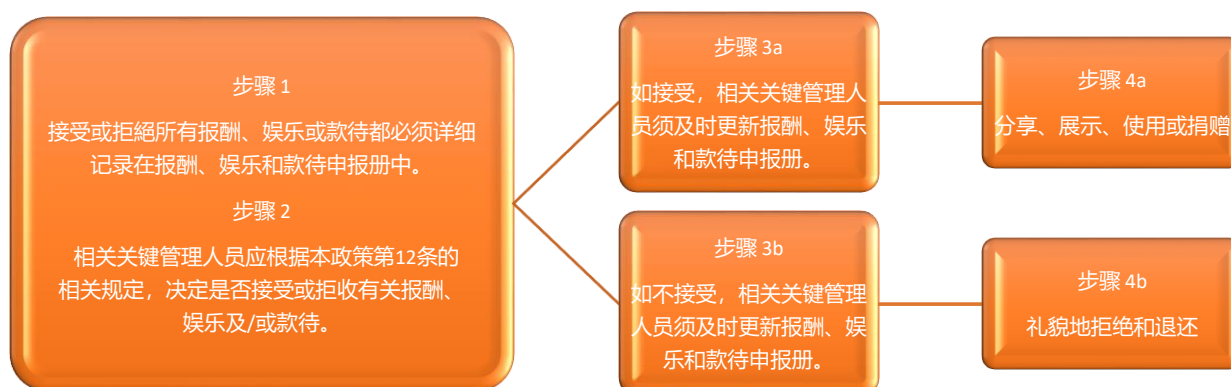 步骤 1
接受或拒絕所有报酬、娱乐或款待都必须详细
记录在报酬、娱乐和款待申报册中。
步骤 2
相关关键管理人员应根据本政策第12条的
相关规定，决定是否接受或拒收有关报酬、
娱乐及/或款待。
步骤 3a
如接受，相关关键管理人
员须及时更新报酬、娱乐
和款待申报册。
步骤 4a
分享、展示、使用或捐赠
步骤 3b
如不接受，相关关键管理
人员须及时更新报酬、娱
乐和款待申报册。
步骤 4b
礼貌地拒绝和退还